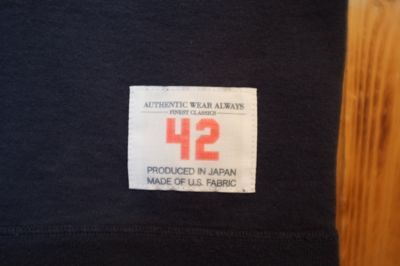 AUTHENTIC WEAR ALWAYS
FINEST CLASSICS
42
PRODUCED IN JAPAN
MADE OF U.S. FABRIC